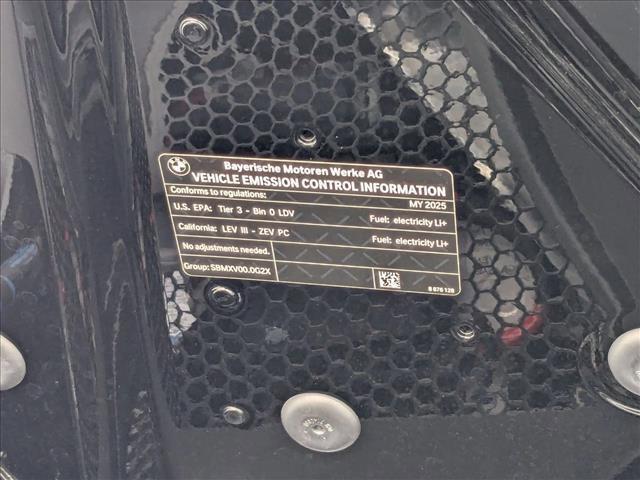 Bayerische Motoren Werke AG
VEHICLE EMISSION CONTROL INFORMATION
Conforms to regulations: MY 2025
U.S. EPA: Tier 3 - Bin 0 LDV Fuel: electricity Li+
California: LEV III - ZEV PC Fuel: electricity Li+
No adjustments needed.
Group: SBMXV00.0G2X
8 876 128